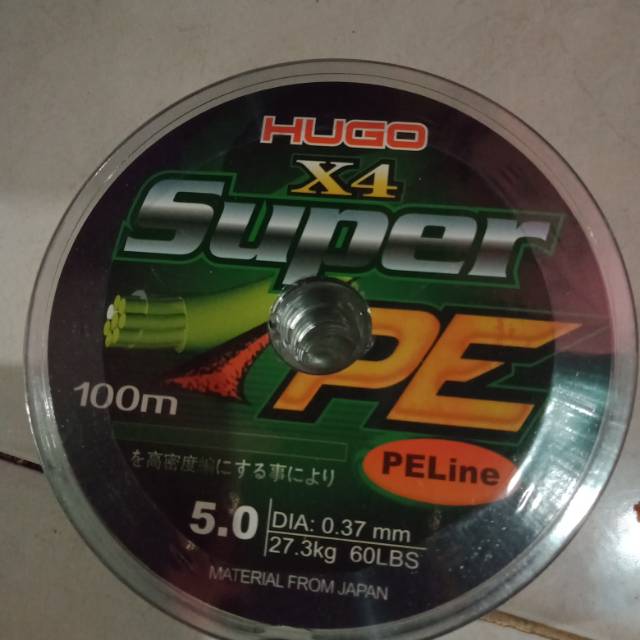 HUGO
X4
Super
PE
100m
PELine
を高密度編にする事により
5.0
DIA: 0.37 mm
27.3kg 60LBS
MATERIAL FROM JAPAN